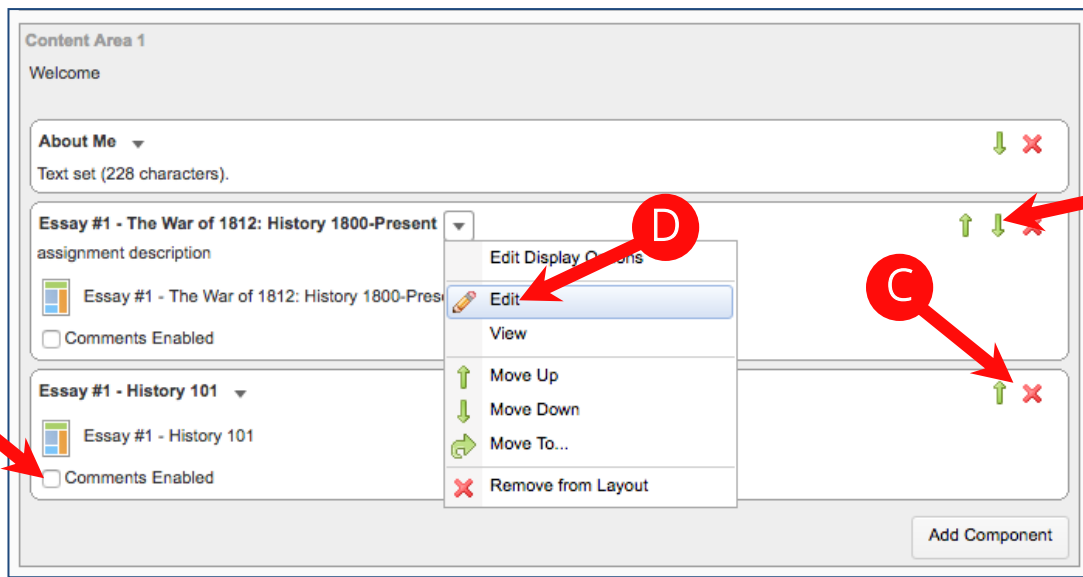 Content Area 1
Welcome
About Me
Text set (228 characters).
Essay #1 - The War of 1812: History 1800-Present
assignment description
Essay #1 - The War of 1812: History 1800-Pres
Comments Enabled
D
Edit Display
Edit
View
Move Up
Move Down
Move To...
Remove from Layout
C
Essay #1 - History 101
Essay #1 - History 101
Comments Enabled
Add Component